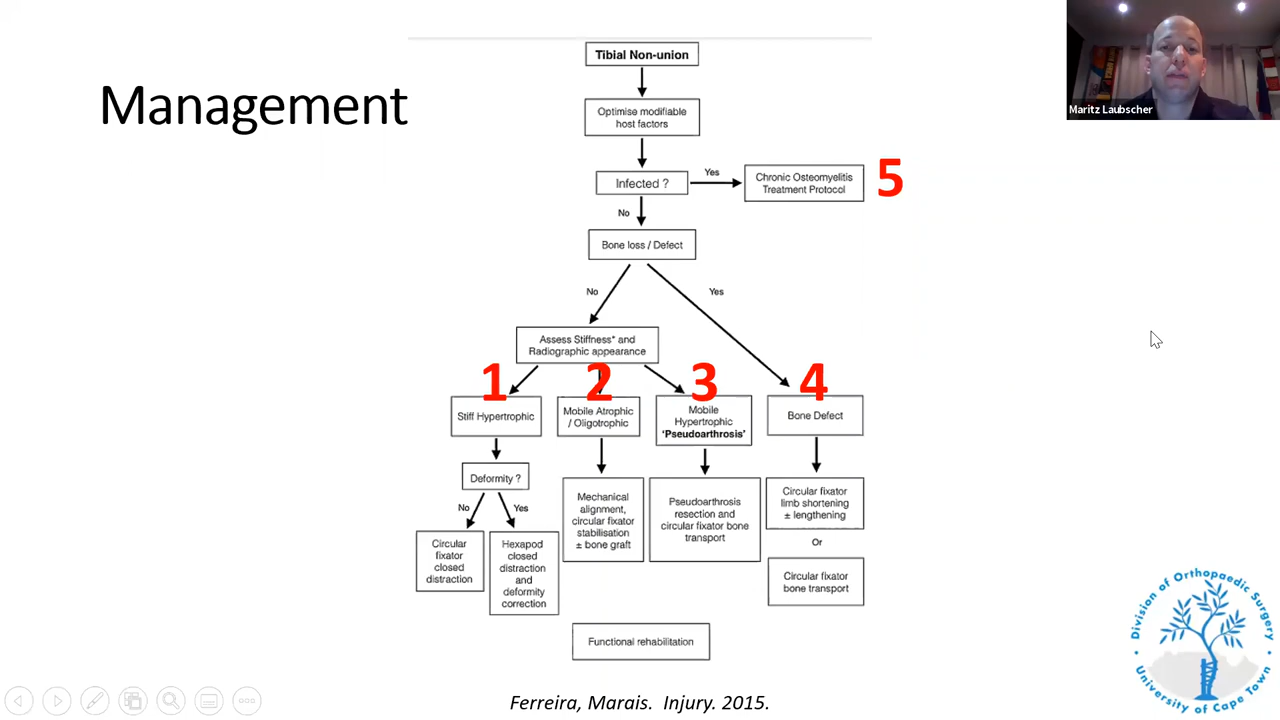 Management
Maritz Laubscher
Tibial Non-union
Optimise modifiable
host factors
Infected ?
Yes
Chronic Osteomyelitis
Treatment Protocol
5
No
Bone loss / Defect
No
Yes
Assess Stiffness* and
Radiographic appearance
1
2
3
4
Stiff Hypertrophic
Mobile Atrophic
/ Oligotrophic
Mobile
Hypertrophic
'Pseudoarthrosis'
Bone Defect
Deformity ?
No
Yes
Circular
fixator
closed
distraction
Hexapod
closed
distraction
and
deformity
correction
Mechanical
alignment,
circular fixator
stabilisation
± bone graft
Pseudoarthrosis
resection and
circular fixator bone
transport
Circular fixator
limb shortening
± lengthening
Or
Circular fixator
bone transport
Functional rehabilitation
Ferreira, Marais. Injury. 2015.
Division of Orthopaedic Surgery
University of Cape Town